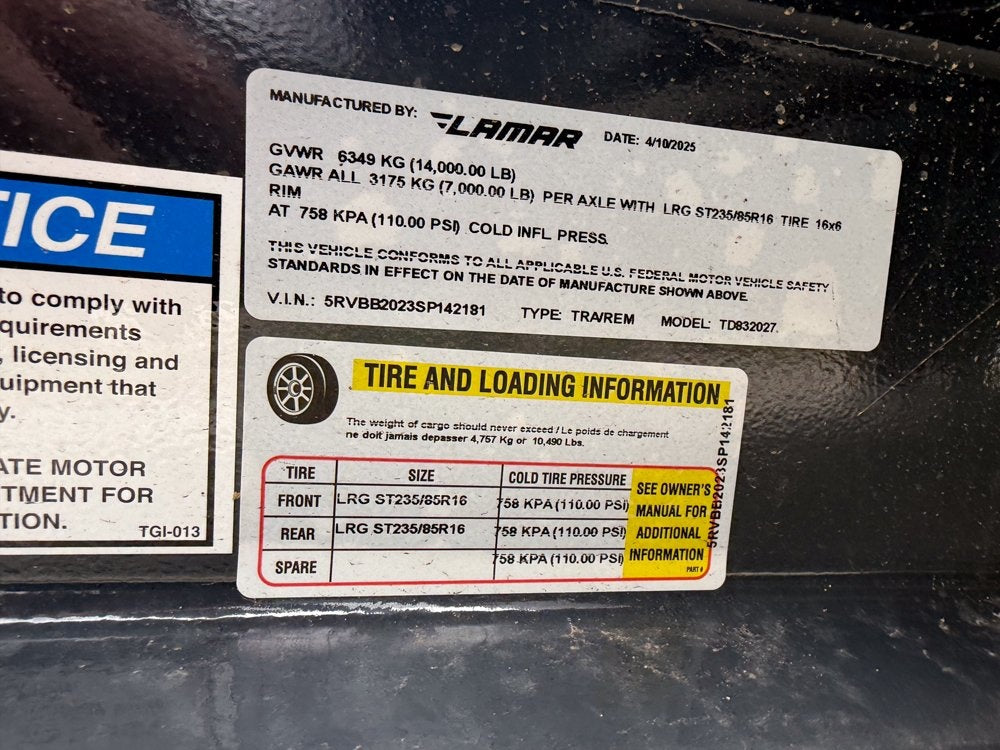 MANUFACTURED BY: LAMAR DATE: 4/10/2025
GVWR 6349 KG (14,000.00 LB)
GAWR ALL 3175 KG (7,000.00 LB) PER AXLE WITH LRG ST235/85R16 TIRE 16x6
RIM
AT 758 KPA (110.00 PSI) COLD INFL PRESS.
THIS VEHICLE CONFORMS TO ALL APPLICABLE U.S. FEDERAL MOTOR VEHICLE SAFETY
STANDARDS IN EFFECT ON THE DATE OF MANUFACTURE SHOWN ABOVE.
V.I.N.: 5RVBB2023SP142181 TYPE: TRA/REM MODEL: TD832027.
TICE
to comply with
quirements
, licensing and
uipment that
y.
ATE MOTOR
TMENT FOR
TION.
TGI-013
TIRE AND LOADING INFORMATION
The weight of cargo should never exceed / Le poids de chargement
ne doit jamais depasser 4,757 Kg or 10,490 Lbs.
TIRE SIZE COLD TIRE PRESSURE
FRONT LRG ST235/85R16 758 KPA (110.00 PSI)
REAR LRG ST235/85R16 758 KPA (110.00 PSI)
SPARE 758 KPA (110.00 PSI)
SEE OWNER'S
MANUAL FOR
ADDITIONAL
INFORMATION
PART #
5RVBB2023SP142181